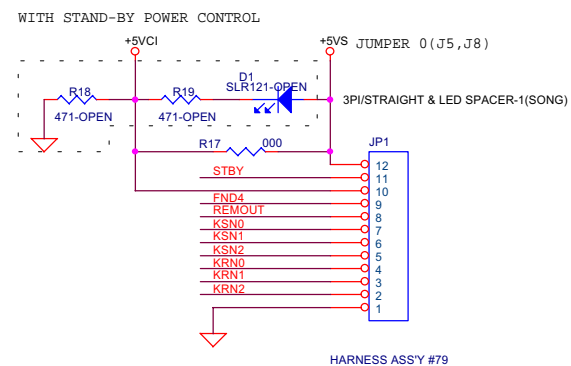 WITH STAND-BY POWER CONTROL
+5VCI
+5VS JUMPER 0(J5,J8)
D1
R18 R19 SLR121-OPEN
3PI/STRAIGHT & LED SPACER-1(SONG)
471-OPEN 471-OPEN
R17 000
JP1
STBY
12
11
10
FND4
9
REMOUT
8
KSN0
7
KSN1
6
KSN2
5
KRN0
4
KRN1
3
KRN2
2
1
HARNESS ASS'Y #79